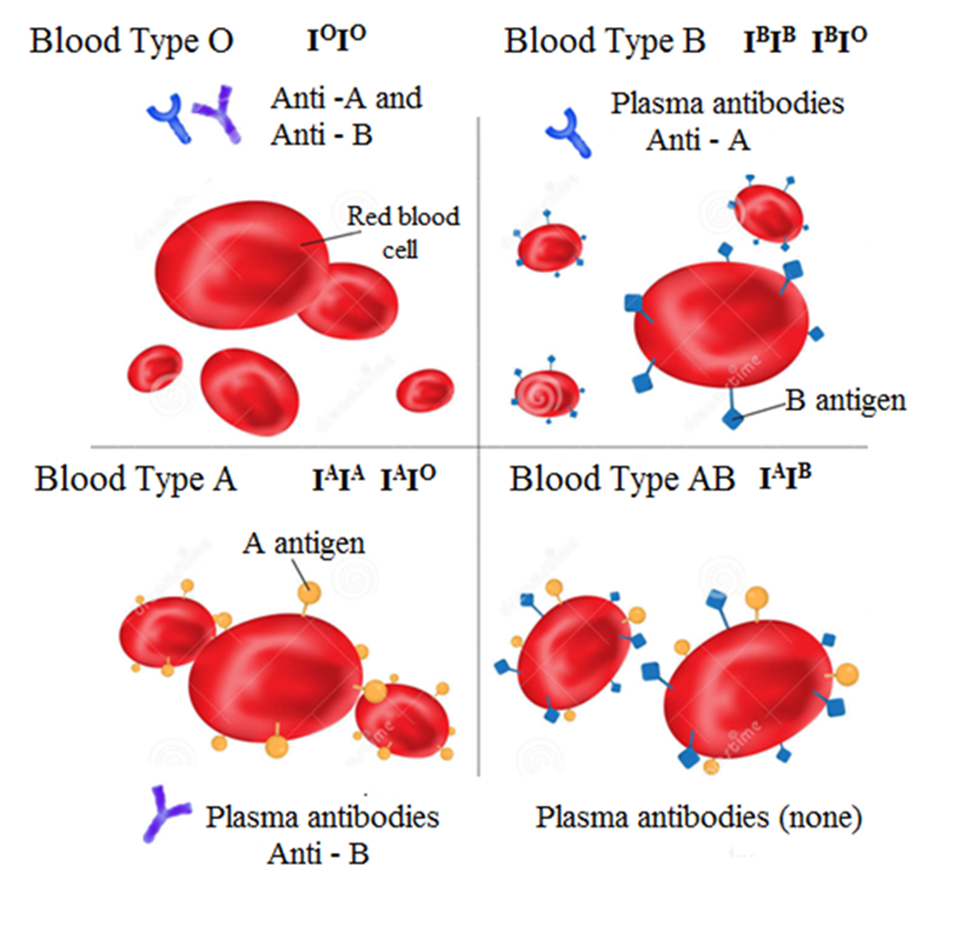 Blood Type O IᴼIᴼ
Anti -A and
Anti - B
Red blood
cell
Blood Type B IᴮIᴮ IᴮIᴼ
Plasma antibodies
Anti - A
B antigen
Blood Type A IᴬIᴬ IᴬIᴼ
A antigen
Plasma antibodies
Anti - B
Blood Type AB IᴬIᴮ
Plasma antibodies (none)